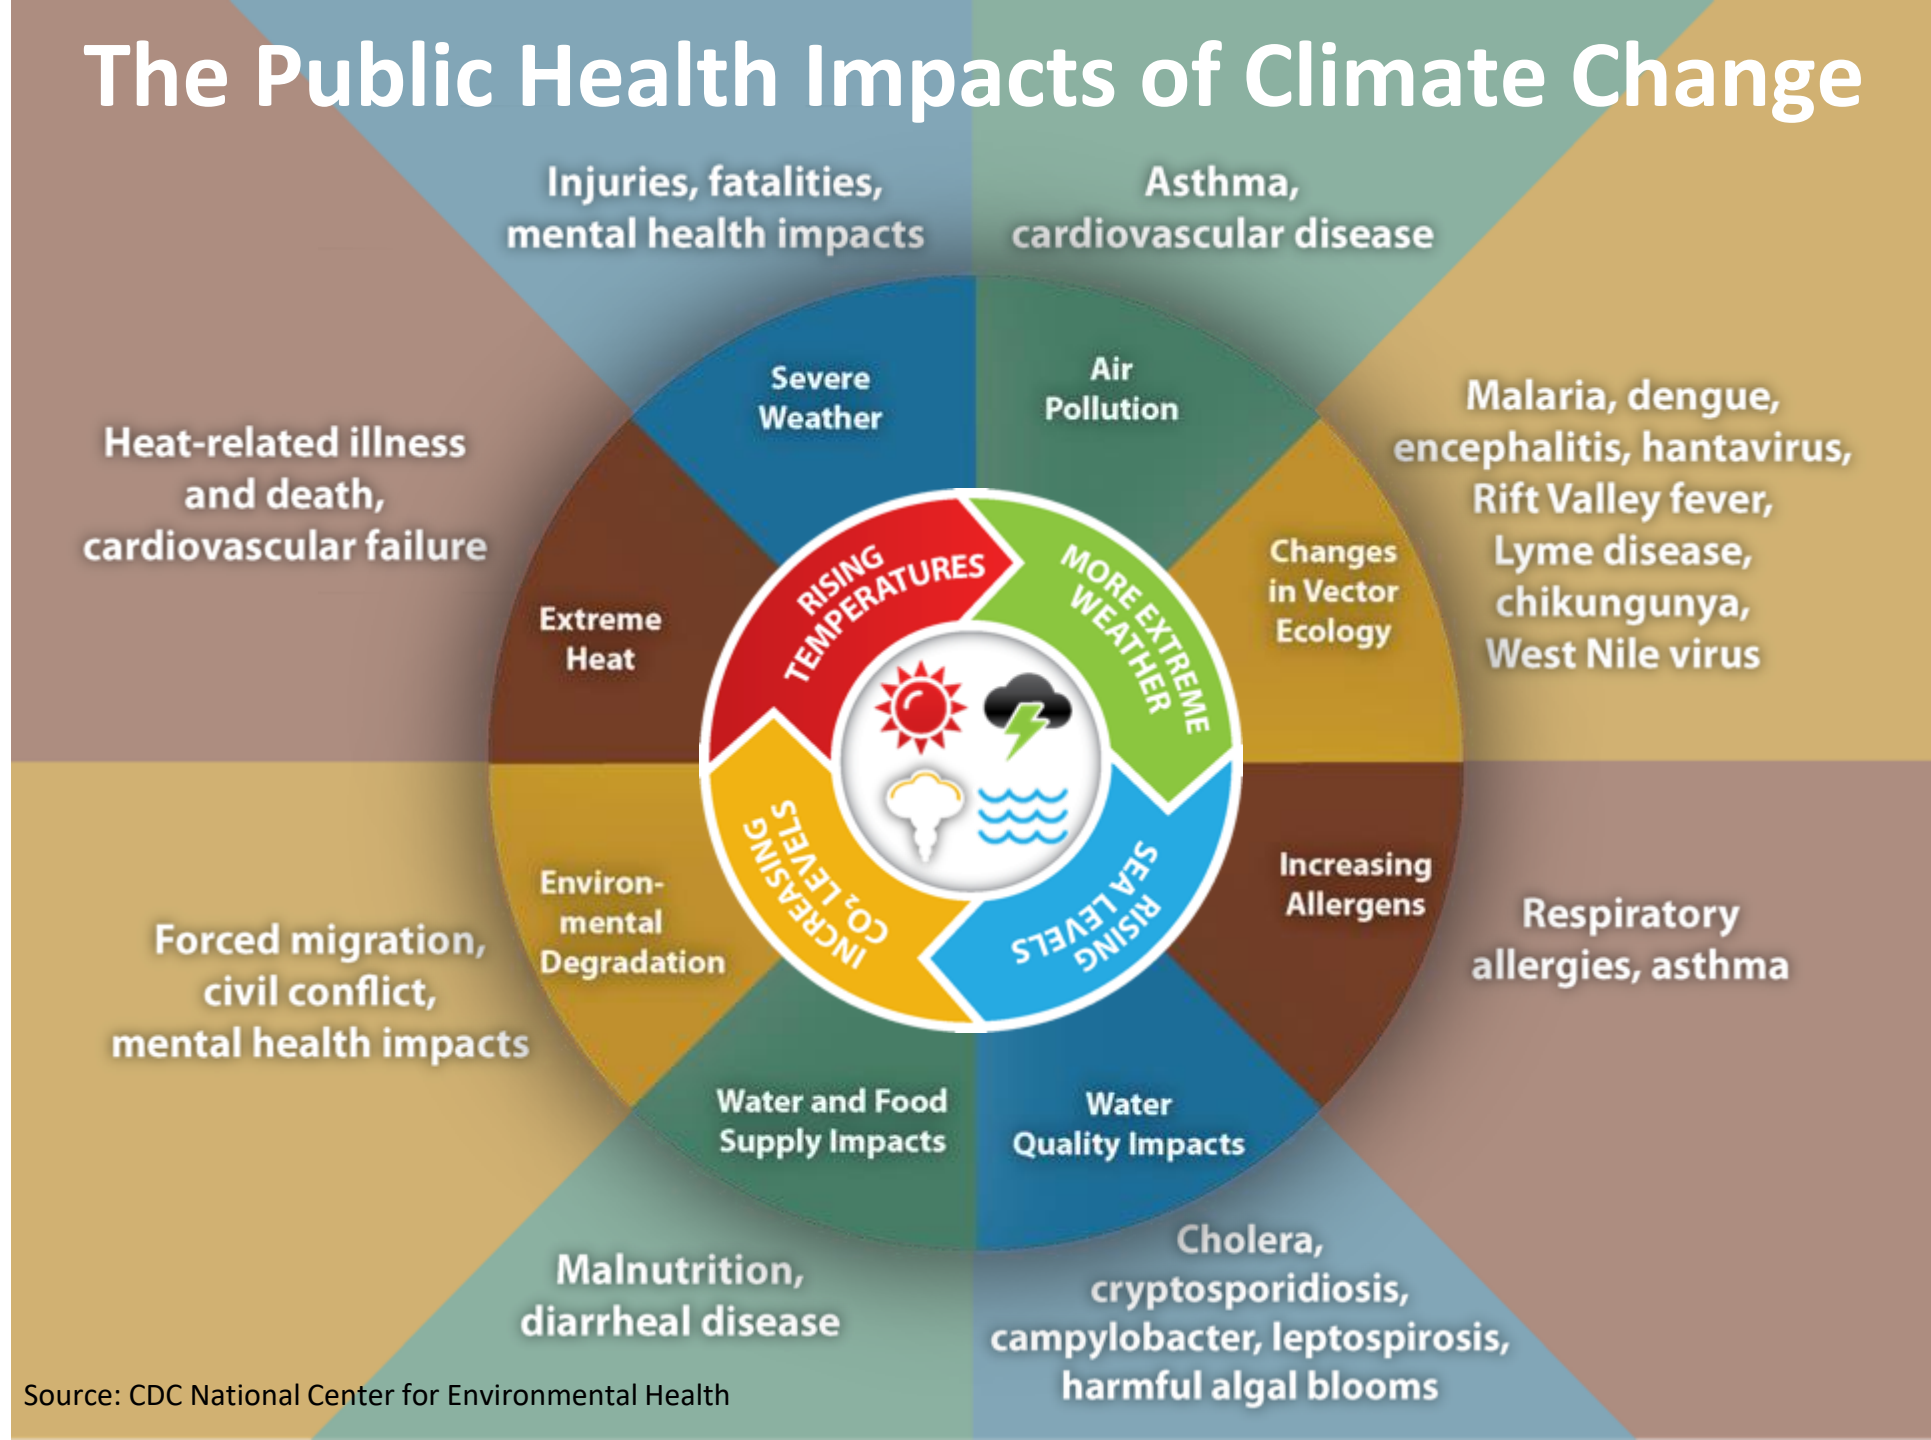 The Public Health Impacts of Climate Change
Injuries, fatalities,
mental health impacts
Asthma,
cardiovascular disease
Severe
Weather
Air
Pollution
Malaria, dengue,
encephalitis, hantavirus,
Rift Valley fever,
Lyme disease,
chikungunya,
West Nile virus
Heat-related illness
and death,
cardiovascular failure
Extreme
Heat
Changes
in Vector
Ecology
RISING
TEMPERATURES
MORE EXTREME
WEATHER
RISING
SEA LEVELS
INCREASING
CO₂ LEVELS
Environ-
mental
Degradation
Increasing
Allergens
Forced migration,
civil conflict,
mental health impacts
Respiratory
allergies, asthma
Water and Food
Supply Impacts
Water
Quality Impacts
Malnutrition,
diarrheal disease
Cholera,
cryptosporidiosis,
campylobacter, leptospirosis,
harmful algal blooms
Source: CDC National Center for Environmental Health